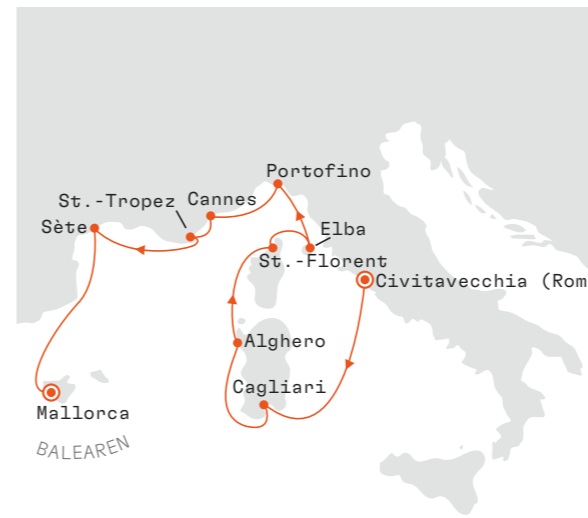 Portofino
St.-Tropez
Cannes
Sète
Elba
St.-Florent
Civitavecchia (Rom
Alghero
Cagliari
Mallorca
BALEAREN